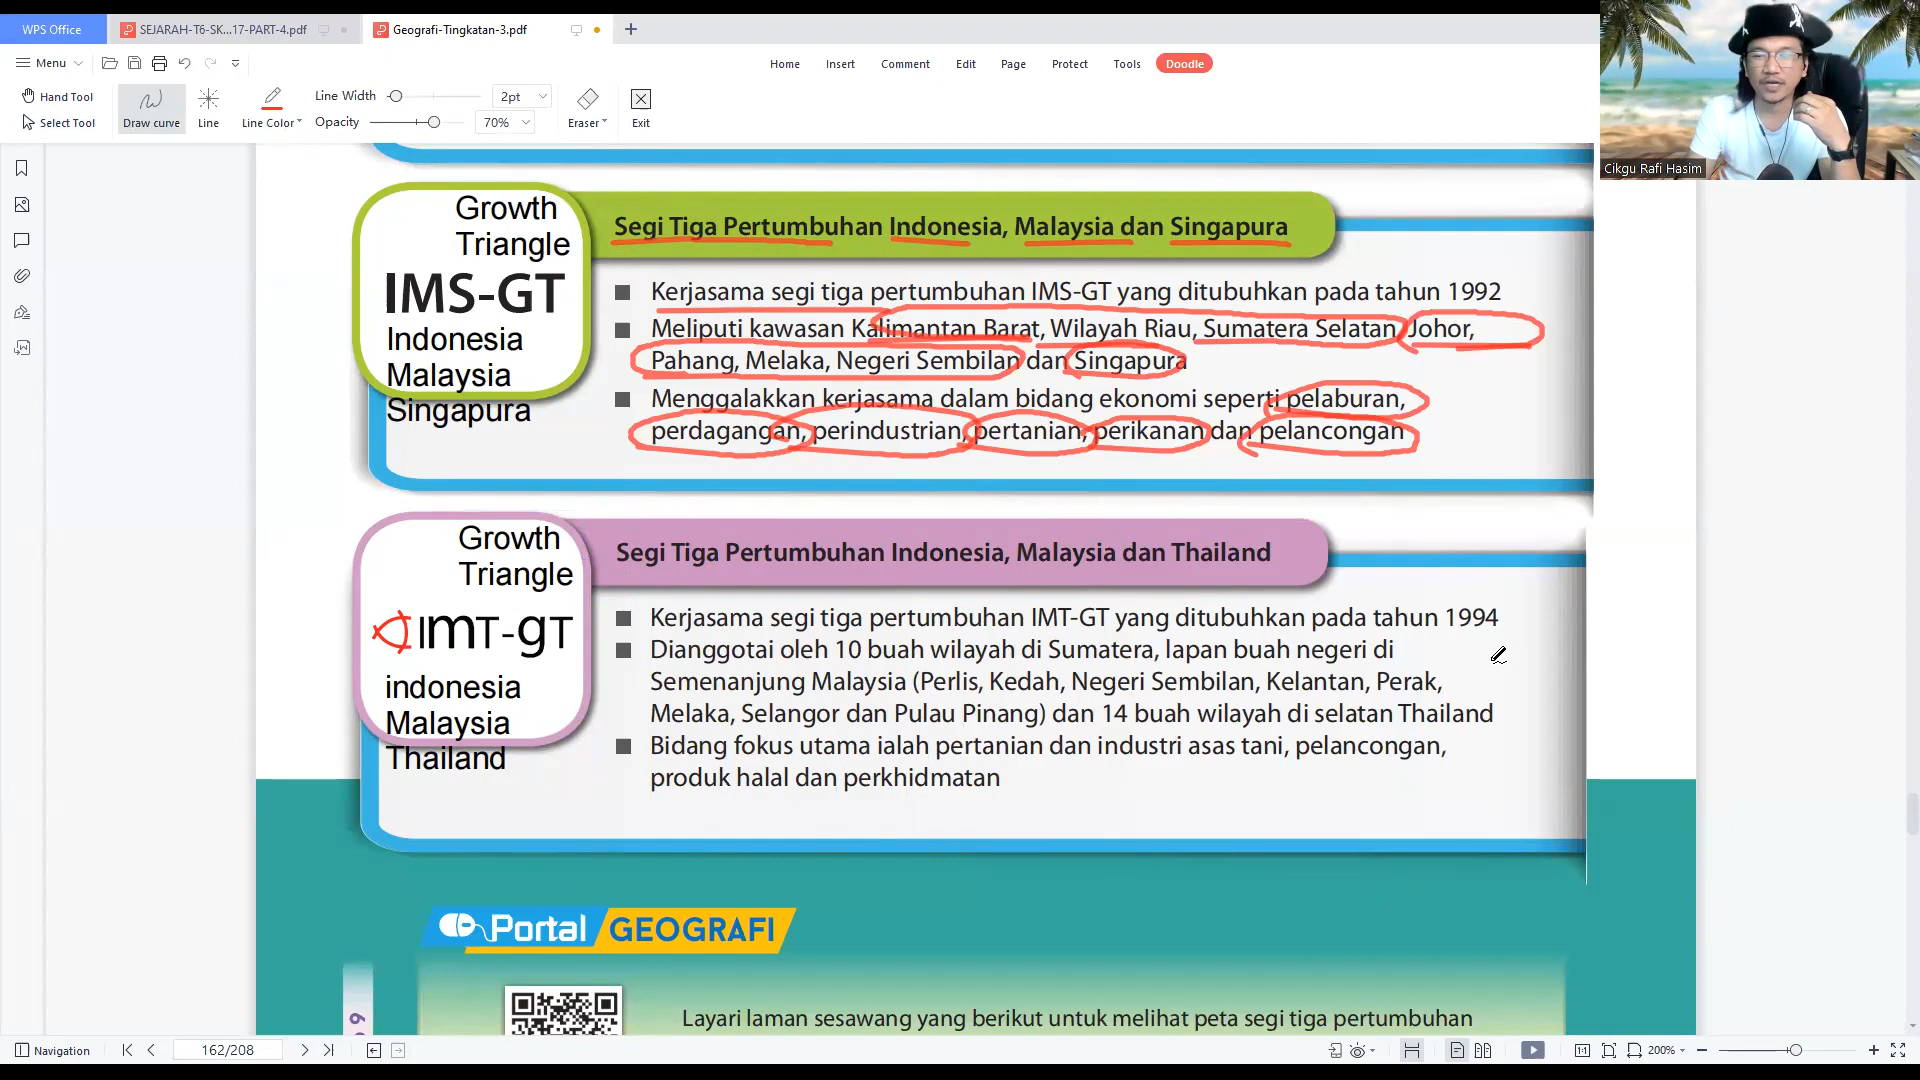 WPS Office
SEJARAH-T6-SK...17-PART-4.pdf
Geografi-Tingkatan-3.pdf
Menu
Home
Insert
Comment
Edit
Page
Protect
Tools
Doodle
Hand Tool
Select Tool
Draw curve
Line
Line Color
Line Width
2pt
Opacity
70%
Eraser
Exit
Cikgu Rafi Hasim
Growth
Triangle
IMS-GT
Indonesia
Malaysia
Singapura
Segi Tiga Pertumbuhan Indonesia, Malaysia dan Singapura
Kerjasama segi tiga pertumbuhan IMS-GT yang ditubuhkan pada tahun 1992
Meliputi kawasan Kalimantan Barat, Wilayah Riau, Sumatera Selatan, Johor,
Pahang, Melaka, Negeri Sembilan dan Singapura
Menggalakkan kerjasama dalam bidang ekonomi seperti pelaburan,
perdagangan, perindustrian, pertanian, perikanan dan pelancongan
Growth
Triangle
ImT-gT
indonesia
Malaysia
Thailand
Segi Tiga Pertumbuhan Indonesia, Malaysia dan Thailand
Kerjasama segi tiga pertumbuhan IMT-GT yang ditubuhkan pada tahun 1994
Dianggotai oleh 10 buah wilayah di Sumatera, lapan buah negeri di
Semenanjung Malaysia (Perlis, Kedah, Negeri Sembilan, Kelantan, Perak,
Melaka, Selangor dan Pulau Pinang) dan 14 buah wilayah di selatan Thailand
Bidang fokus utama ialah pertanian dan industri asas tani, pelancongan,
produk halal dan perkhidmatan
Portal GEOGRAFI
Layari laman sesawang yang berikut untuk melihat peta segi tiga pertumbuhan
Navigation
162/208
200%